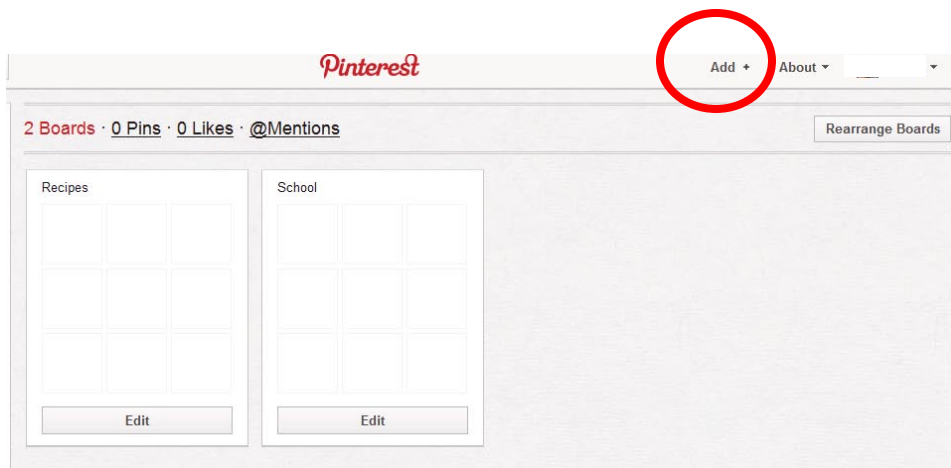 Pinterest Add + About
2 Boards · 0 Pins · 0 Likes · @Mentions Rearrange Boards
Recipes School
Edit Edit